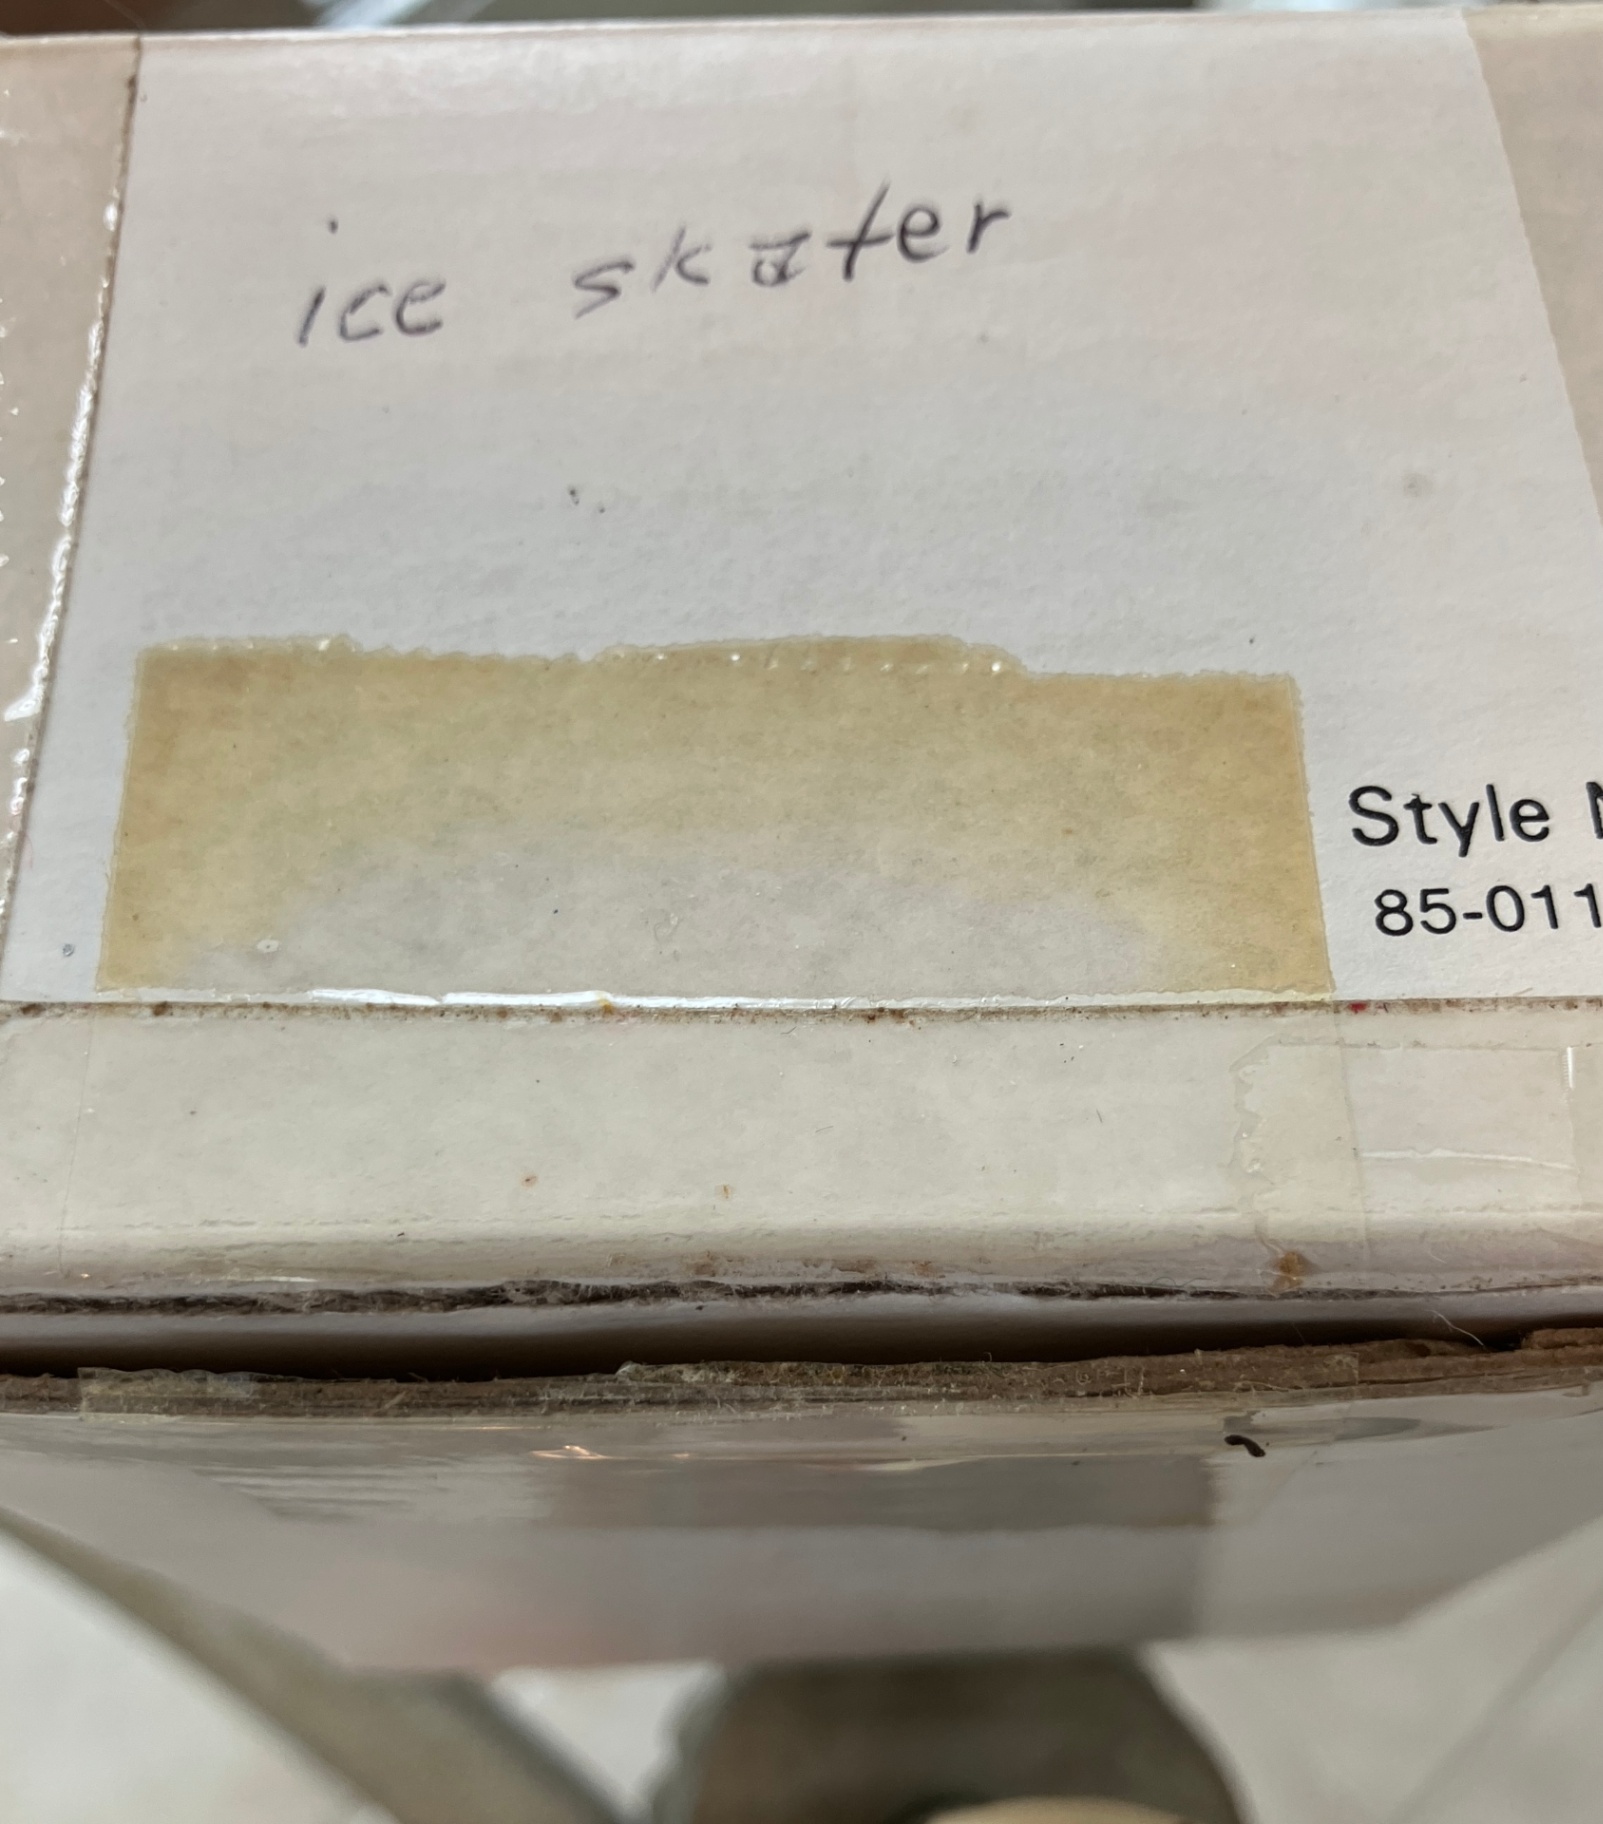 ice skater
Style
85-011